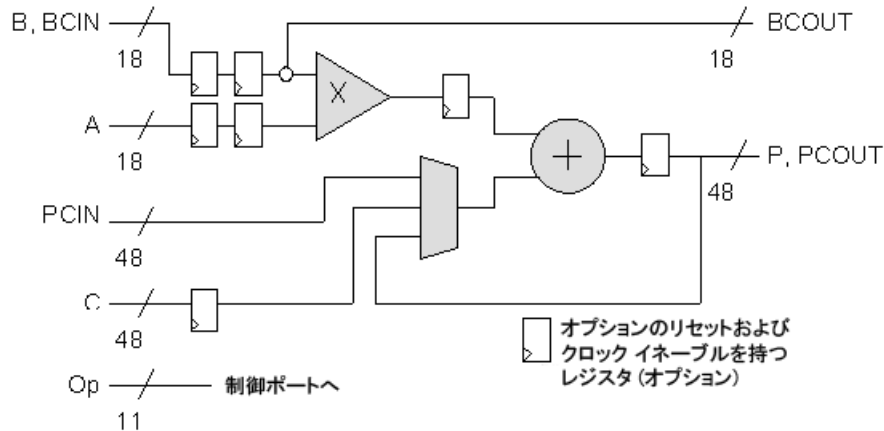 B, BCIN
18
BCOUT
18
X
A
18
+
P, PCOUT
48
PCIN
48
C
48
オプションのリセットおよび
クロック イネーブルを持つ
レジスタ (オプション)
Op
制御ポートへ
11